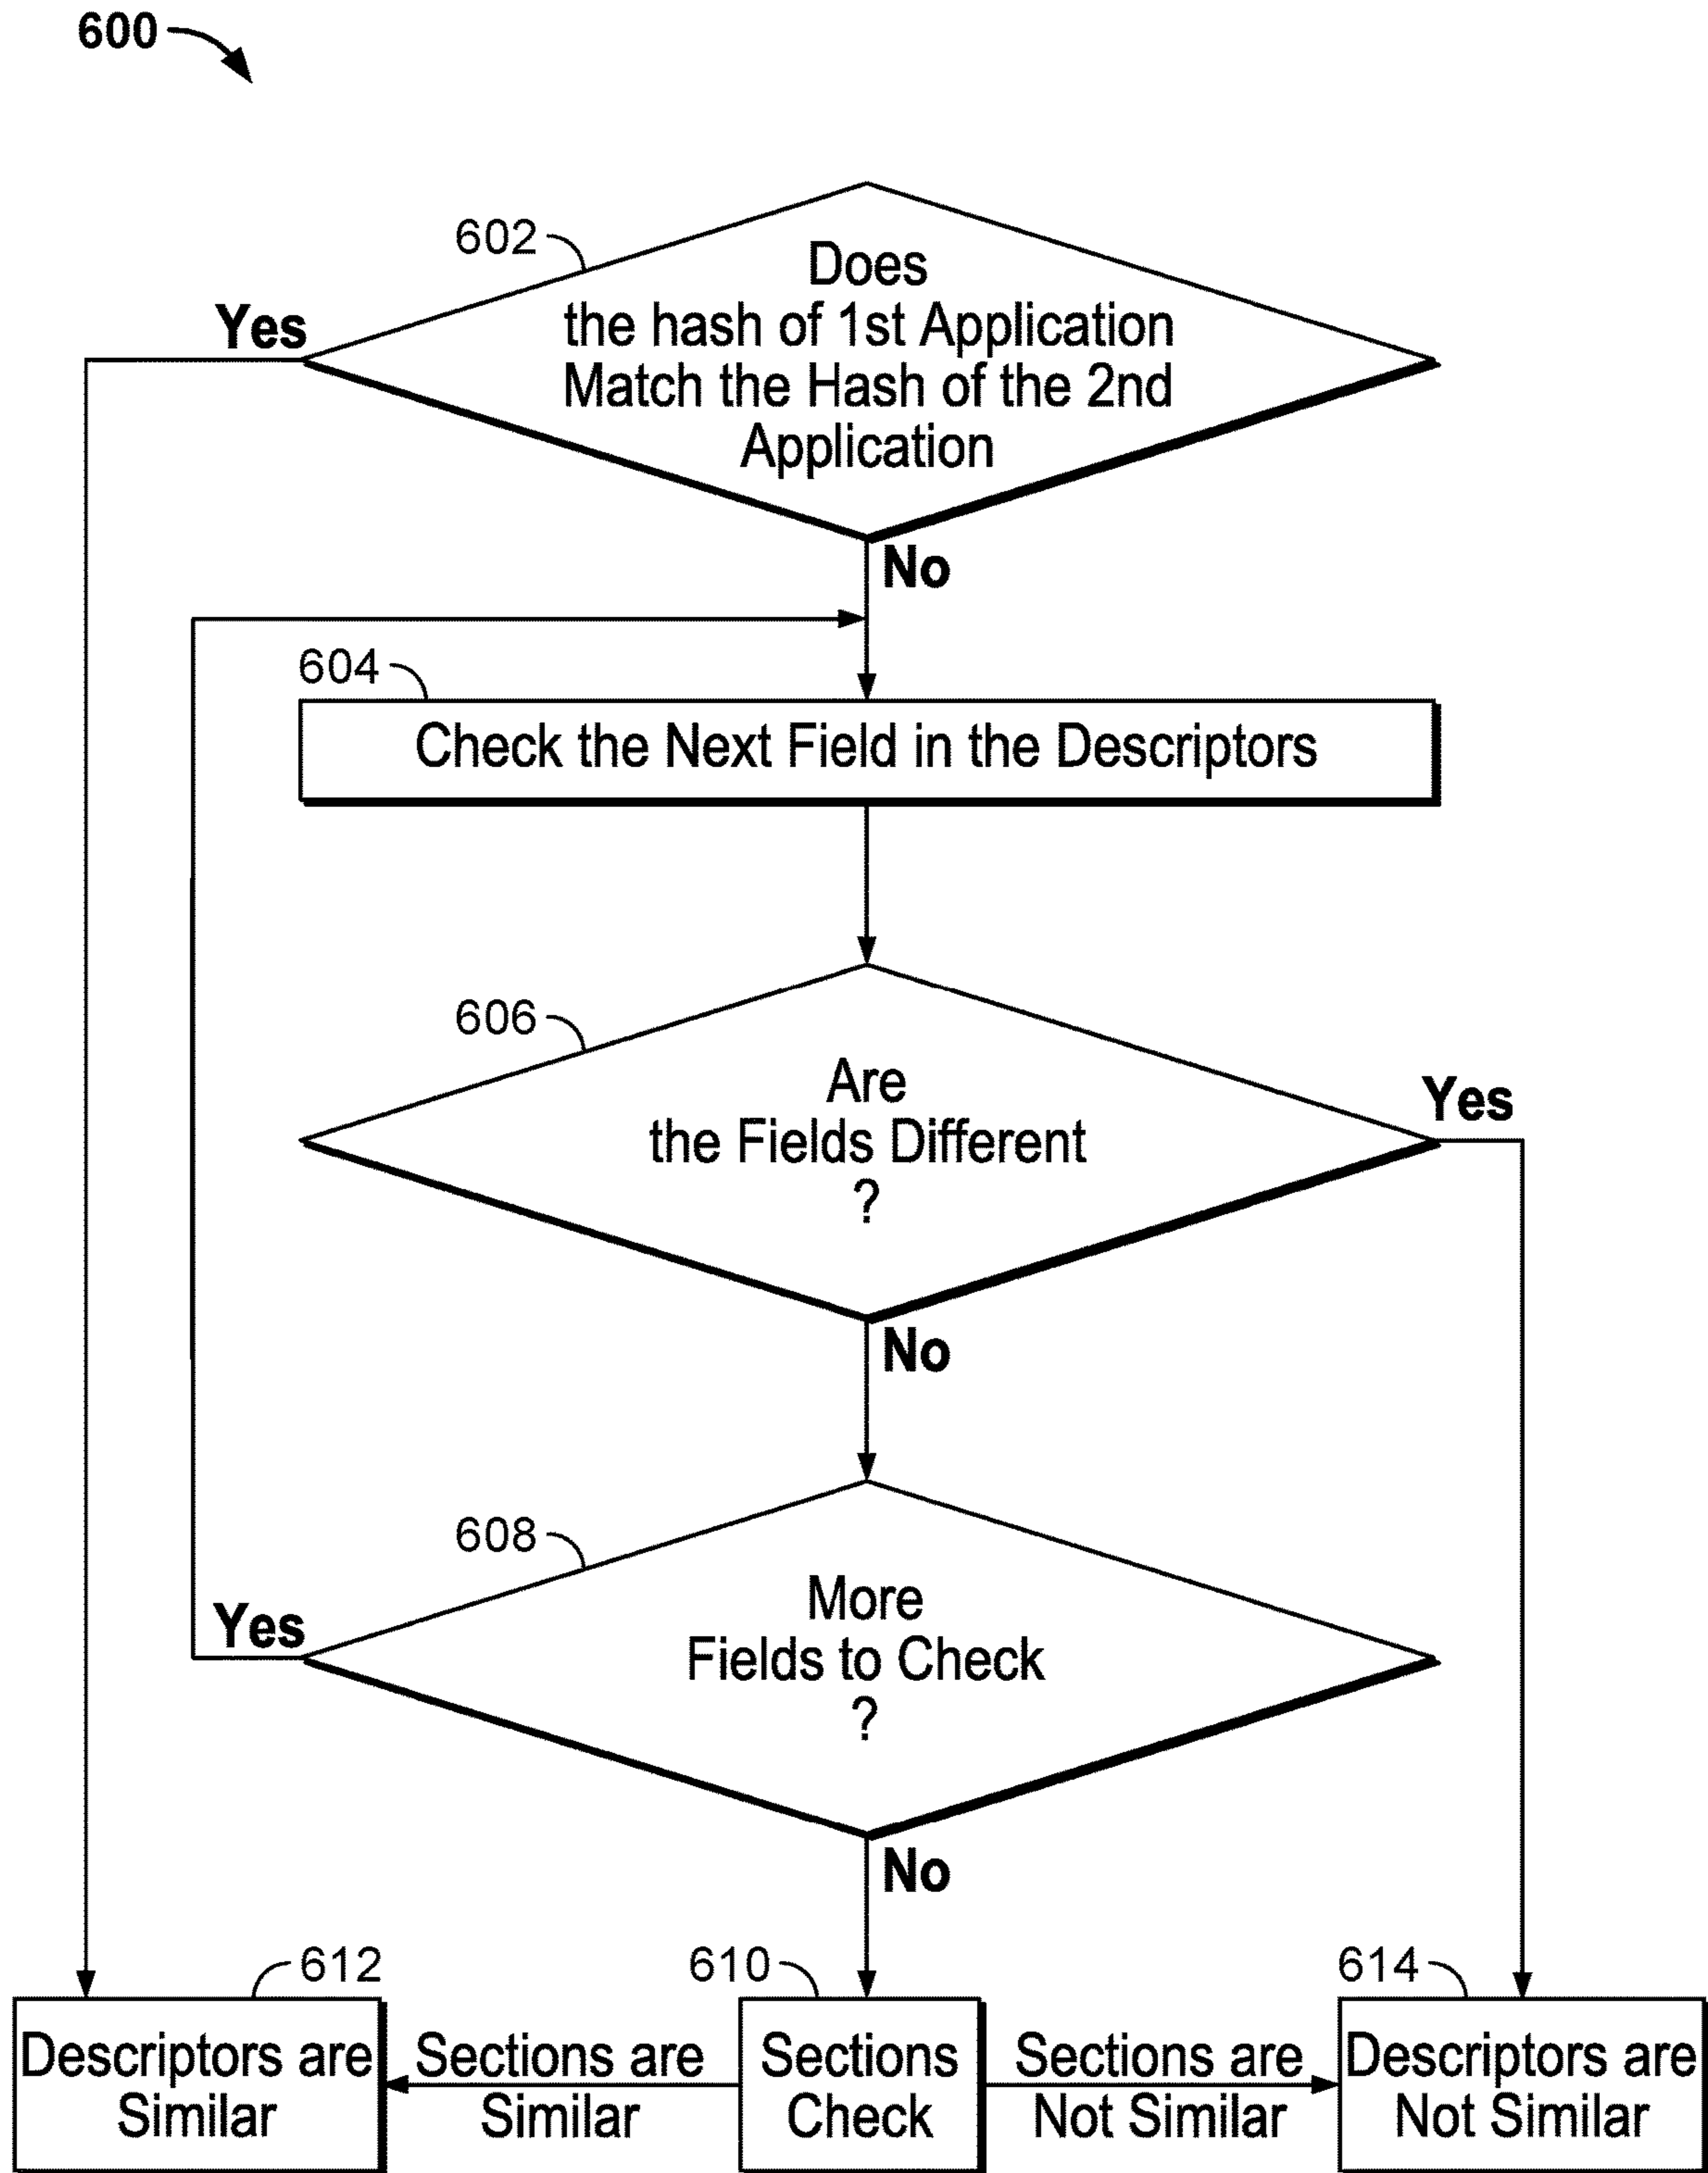 600
602
Does
the hash of 1st Application
Match the Hash of the 2nd
Application
Yes
No
604
Check the Next Field in the Descriptors
606
Are
the Fields Different
?
Yes
No
608
More
Fields to Check
?
Yes
No
612
Descriptors are
Similar
Sections are
Similar
610
Sections
Check
Sections are
Not Similar
614
Descriptors are
Not Similar